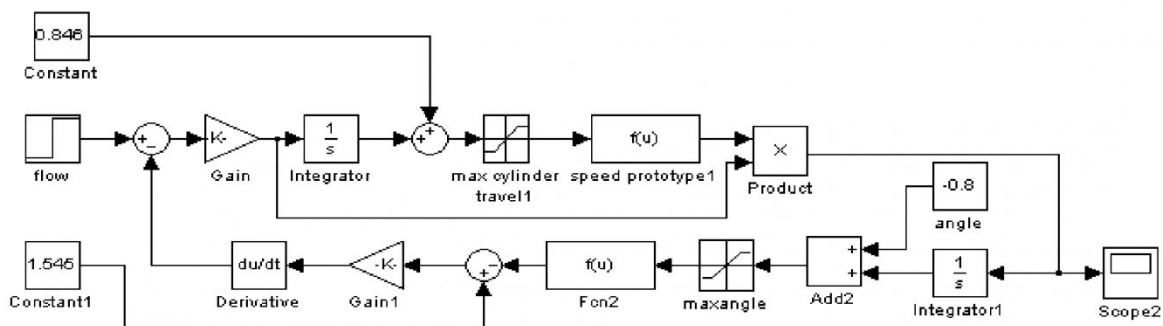 0.846
Constant
flow
K-
Gain
1
s
Integrator
max cylinder
travel1
f(u)
speed prototype1
Product
-0.8
angle
1.545
Constant1
du/dt
Derivative
-K-
Gain1
f(u)
Fcn2
maxangle
Add2
1
s
Integrator1
Scope2